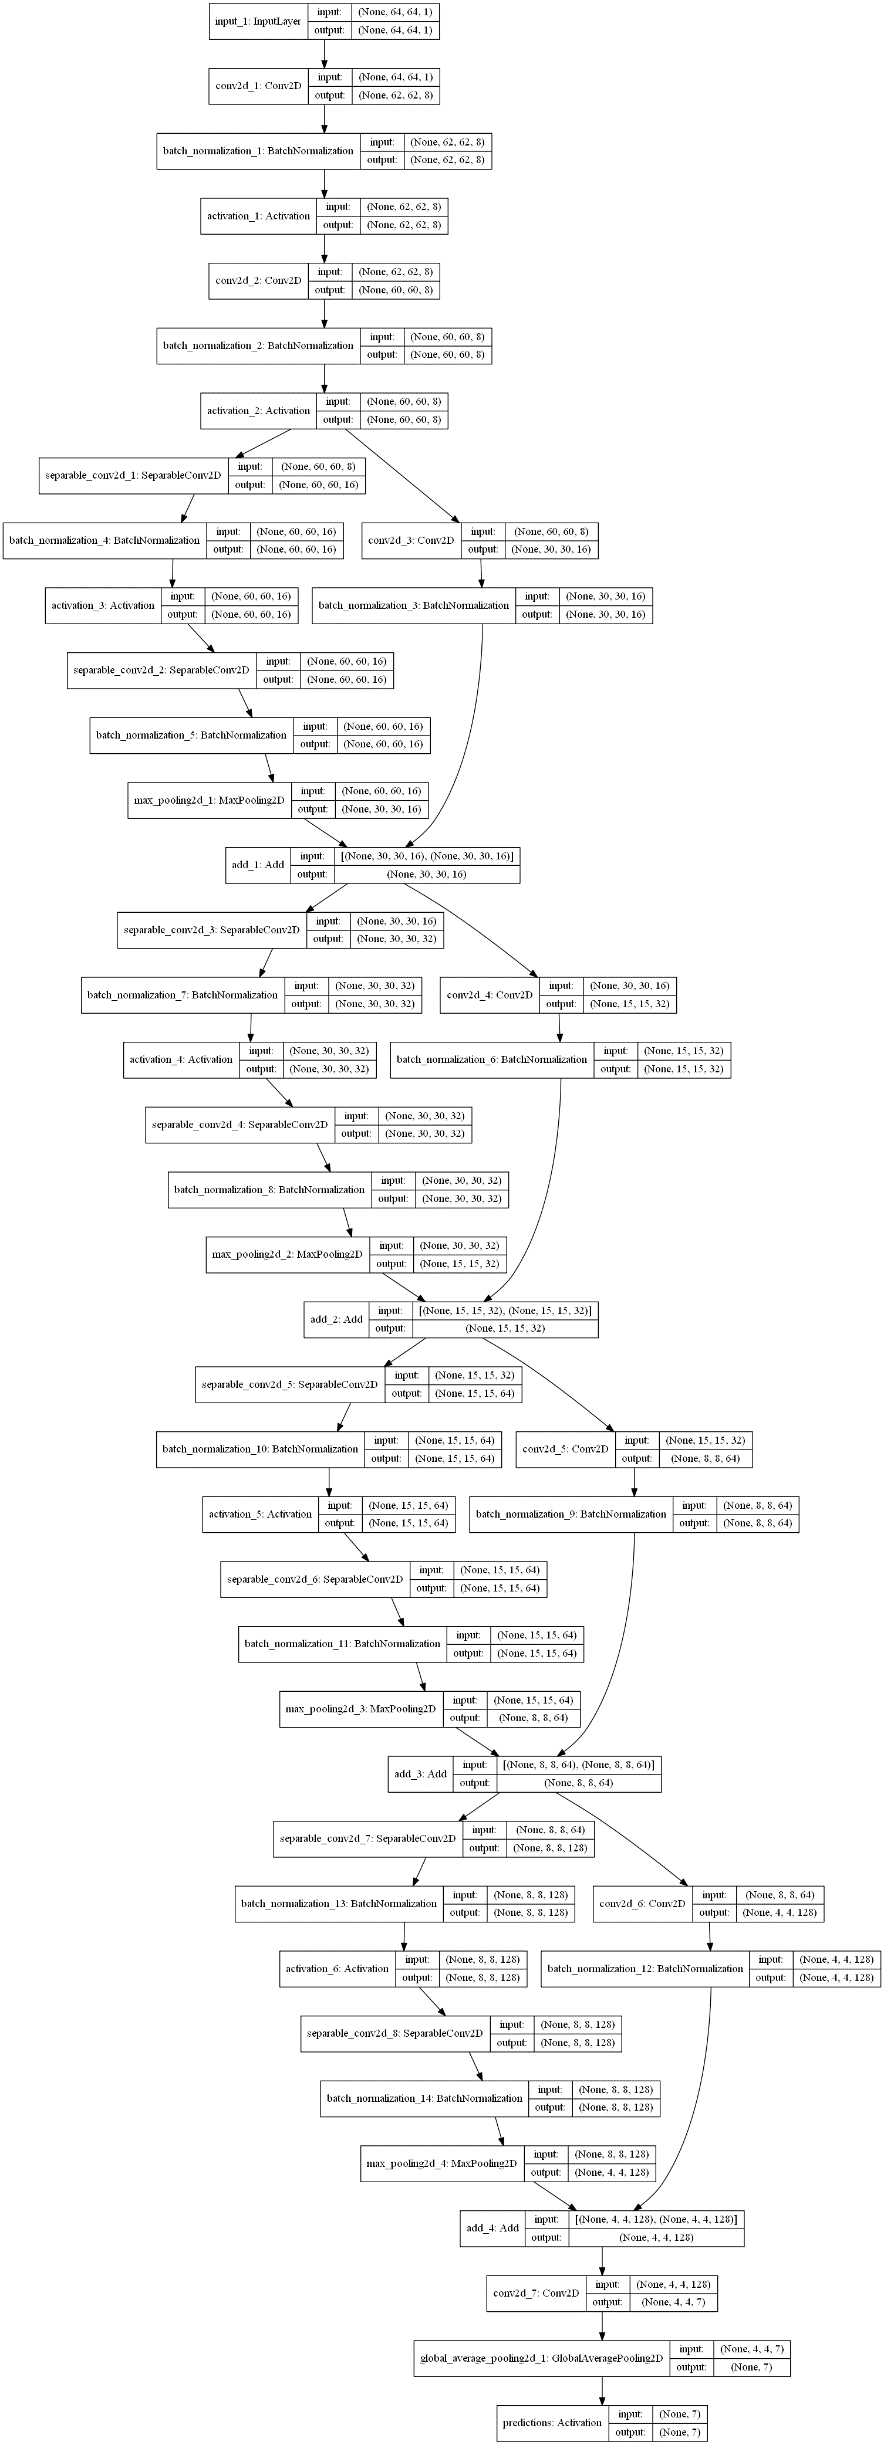 input_1: InputLayer
input: (None, 64, 64, 1)
output: (None, 64, 64, 1)
conv2d_1: Conv2D
input: (None, 64, 64, 1)
output: (None, 62, 62, 8)
batch_normalization_1: BatchNormalization
input: (None, 62, 62, 8)
output: (None, 62, 62, 8)
activation_1: Activation
input: (None, 62, 62, 8)
output: (None, 62, 62, 8)
conv2d_2: Conv2D
input: (None, 62, 62, 8)
output: (None, 60, 60, 8)
batch_normalization_2: BatchNormalization
input: (None, 60, 60, 8)
output: (None, 60, 60, 8)
activation_2: Activation
input: (None, 60, 60, 8)
output: (None, 60, 60, 8)
separable_conv2d_1: SeparableConv2D
input: (None, 60, 60, 8)
output: (None, 60, 60, 16)
batch_normalization_4: BatchNormalization
input: (None, 60, 60, 16)
output: (None, 60, 60, 16)
conv2d_3: Conv2D
input: (None, 60, 60, 8)
output: (None, 30, 30, 16)
activation_3: Activation
input: (None, 60, 60, 16)
output: (None, 60, 60, 16)
batch_normalization_3: BatchNormalization
input: (None, 30, 30, 16)
output: (None, 30, 30, 16)
separable_conv2d_2: SeparableConv2D
input: (None, 60, 60, 16)
output: (None, 60, 60, 16)
batch_normalization_5: BatchNormalization
input: (None, 60, 60, 16)
output: (None, 60, 60, 16)
max_pooling2d_1: MaxPooling2D
input: (None, 60, 60, 16)
output: (None, 30, 30, 16)
add_1: Add
input: [(None, 30, 30, 16), (None, 30, 30, 16)]
output: (None, 30, 30, 16)
separable_conv2d_3: SeparableConv2D
input: (None, 30, 30, 16)
output: (None, 30, 30, 32)
batch_normalization_7: BatchNormalization
input: (None, 30, 30, 32)
output: (None, 30, 30, 32)
conv2d_4: Conv2D
input: (None, 30, 30, 16)
output: (None, 15, 15, 32)
activation_4: Activation
input: (None, 30, 30, 32)
output: (None, 30, 30, 32)
batch_normalization_6: BatchNormalization
input: (None, 15, 15, 32)
output: (None, 15, 15, 32)
separable_conv2d_4: SeparableConv2D
input: (None, 30, 30, 32)
output: (None, 30, 30, 32)
batch_normalization_8: BatchNormalization
input: (None, 30, 30, 32)
output: (None, 30, 30, 32)
max_pooling2d_2: MaxPooling2D
input: (None, 30, 30, 32)
output: (None, 15, 15, 32)
add_2: Add
input: [(None, 15, 15, 32), (None, 15, 15, 32)]
output: (None, 15, 15, 32)
separable_conv2d_5: SeparableConv2D
input: (None, 15, 15, 32)
output: (None, 15, 15, 64)
batch_normalization_10: BatchNormalization
input: (None, 15, 15, 64)
output: (None, 15, 15, 64)
conv2d_5: Conv2D
input: (None, 15, 15, 32)
output: (None, 8, 8, 64)
activation_5: Activation
input: (None, 15, 15, 64)
output: (None, 15, 15, 64)
batch_normalization_9: BatchNormalization
input: (None, 8, 8, 64)
output: (None, 8, 8, 64)
separable_conv2d_6: SeparableConv2D
input: (None, 15, 15, 64)
output: (None, 15, 15, 64)
batch_normalization_11: BatchNormalization
input: (None, 15, 15, 64)
output: (None, 15, 15, 64)
max_pooling2d_3: MaxPooling2D
input: (None, 15, 15, 64)
output: (None, 8, 8, 64)
add_3: Add
input: [(None, 8, 8, 64), (None, 8, 8, 64)]
output: (None, 8, 8, 64)
separable_conv2d_7: SeparableConv2D
input: (None, 8, 8, 64)
output: (None, 8, 8, 128)
batch_normalization_13: BatchNormalization
input: (None, 8, 8, 128)
output: (None, 8, 8, 128)
conv2d_6: Conv2D
input: (None, 8, 8, 64)
output: (None, 4, 4, 128)
activation_6: Activation
input: (None, 8, 8, 128)
output: (None, 8, 8, 128)
batch_normalization_12: BatchNormalization
input: (None, 4, 4, 128)
output: (None, 4, 4, 128)
separable_conv2d_8: SeparableConv2D
input: (None, 8, 8, 128)
output: (None, 8, 8, 128)
batch_normalization_14: BatchNormalization
input: (None, 8, 8, 128)
output: (None, 8, 8, 128)
max_pooling2d_4: MaxPooling2D
input: (None, 8, 8, 128)
output: (None, 4, 4, 128)
add_4: Add
input: [(None, 4, 4, 128), (None, 4, 4, 128)]
output: (None, 4, 4, 128)
conv2d_7: Conv2D
input: (None, 4, 4, 128)
output: (None, 4, 4, 7)
global_average_pooling2d_1: GlobalAveragePooling2D
input: (None, 4, 4, 7)
output: (None, 7)
predictions: Activation
input: (None, 7)
output: (None, 7)